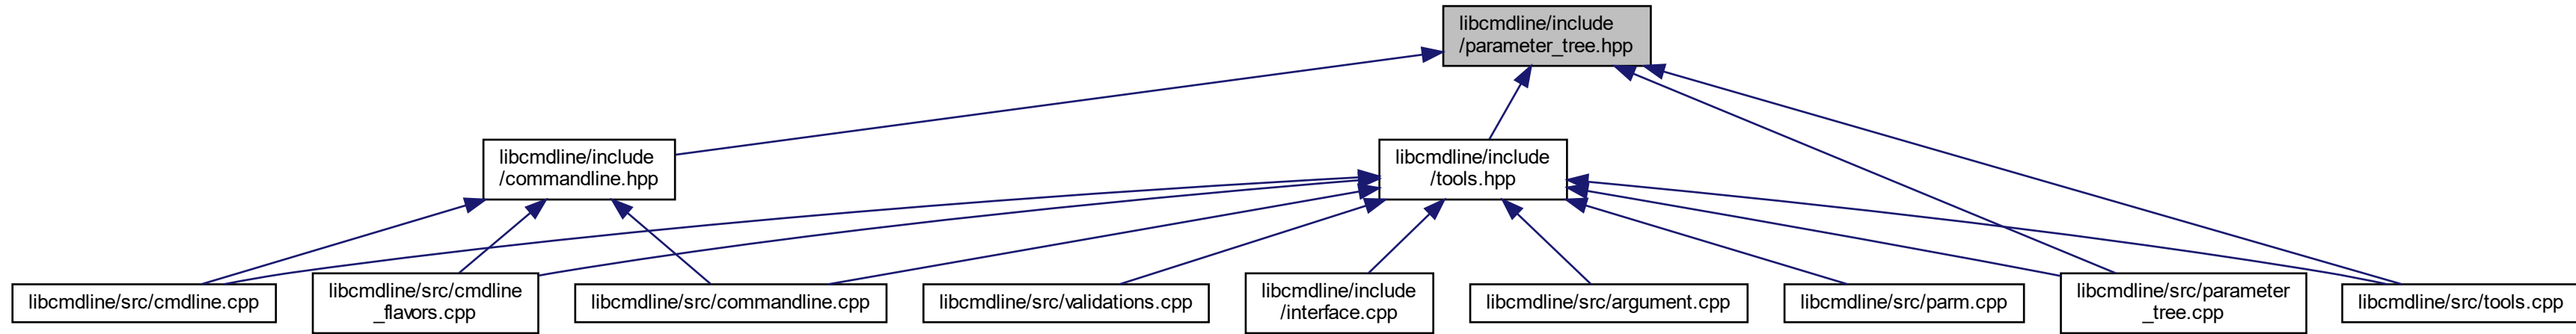 libcmdline/include
/parameter_tree.hpp
libcmdline/include
/commandline.hpp
libcmdline/include
/tools.hpp
libcmdline/src/cmdline.cpp
libcmdline/src/cmdline
_flavors.cpp
libcmdline/src/commandline.cpp
libcmdline/src/validations.cpp
libcmdline/include
/interface.cpp
libcmdline/src/argument.cpp
libcmdline/src/parm.cpp
libcmdline/src/parameter
_tree.cpp
libcmdline/src/tools.cpp